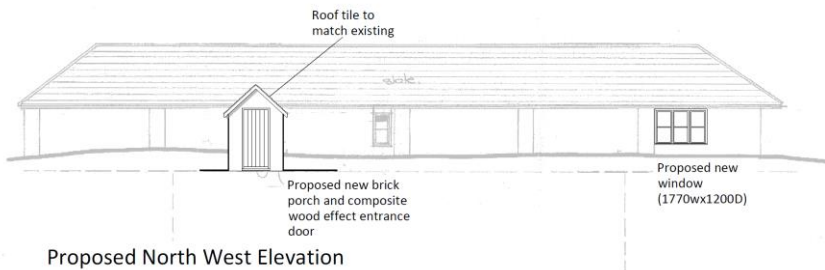 Roof tile to
match existing
Proposed new brick
porch and composite
wood effect entrance
door
Proposed new
window
(1770wx1200D)
Proposed North West Elevation